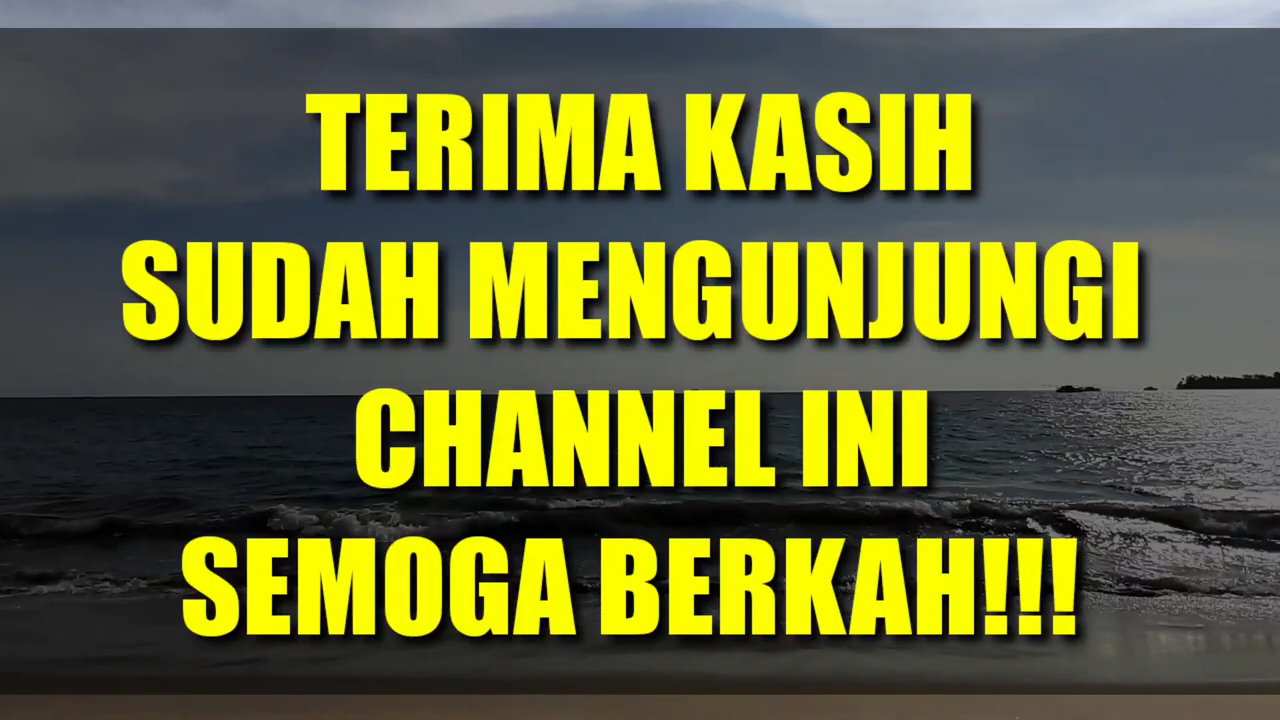 TERIMA KASIH
SUDAH MENGUNJUNGI
CHANNEL INI
SEMOGA BERKAH!!!